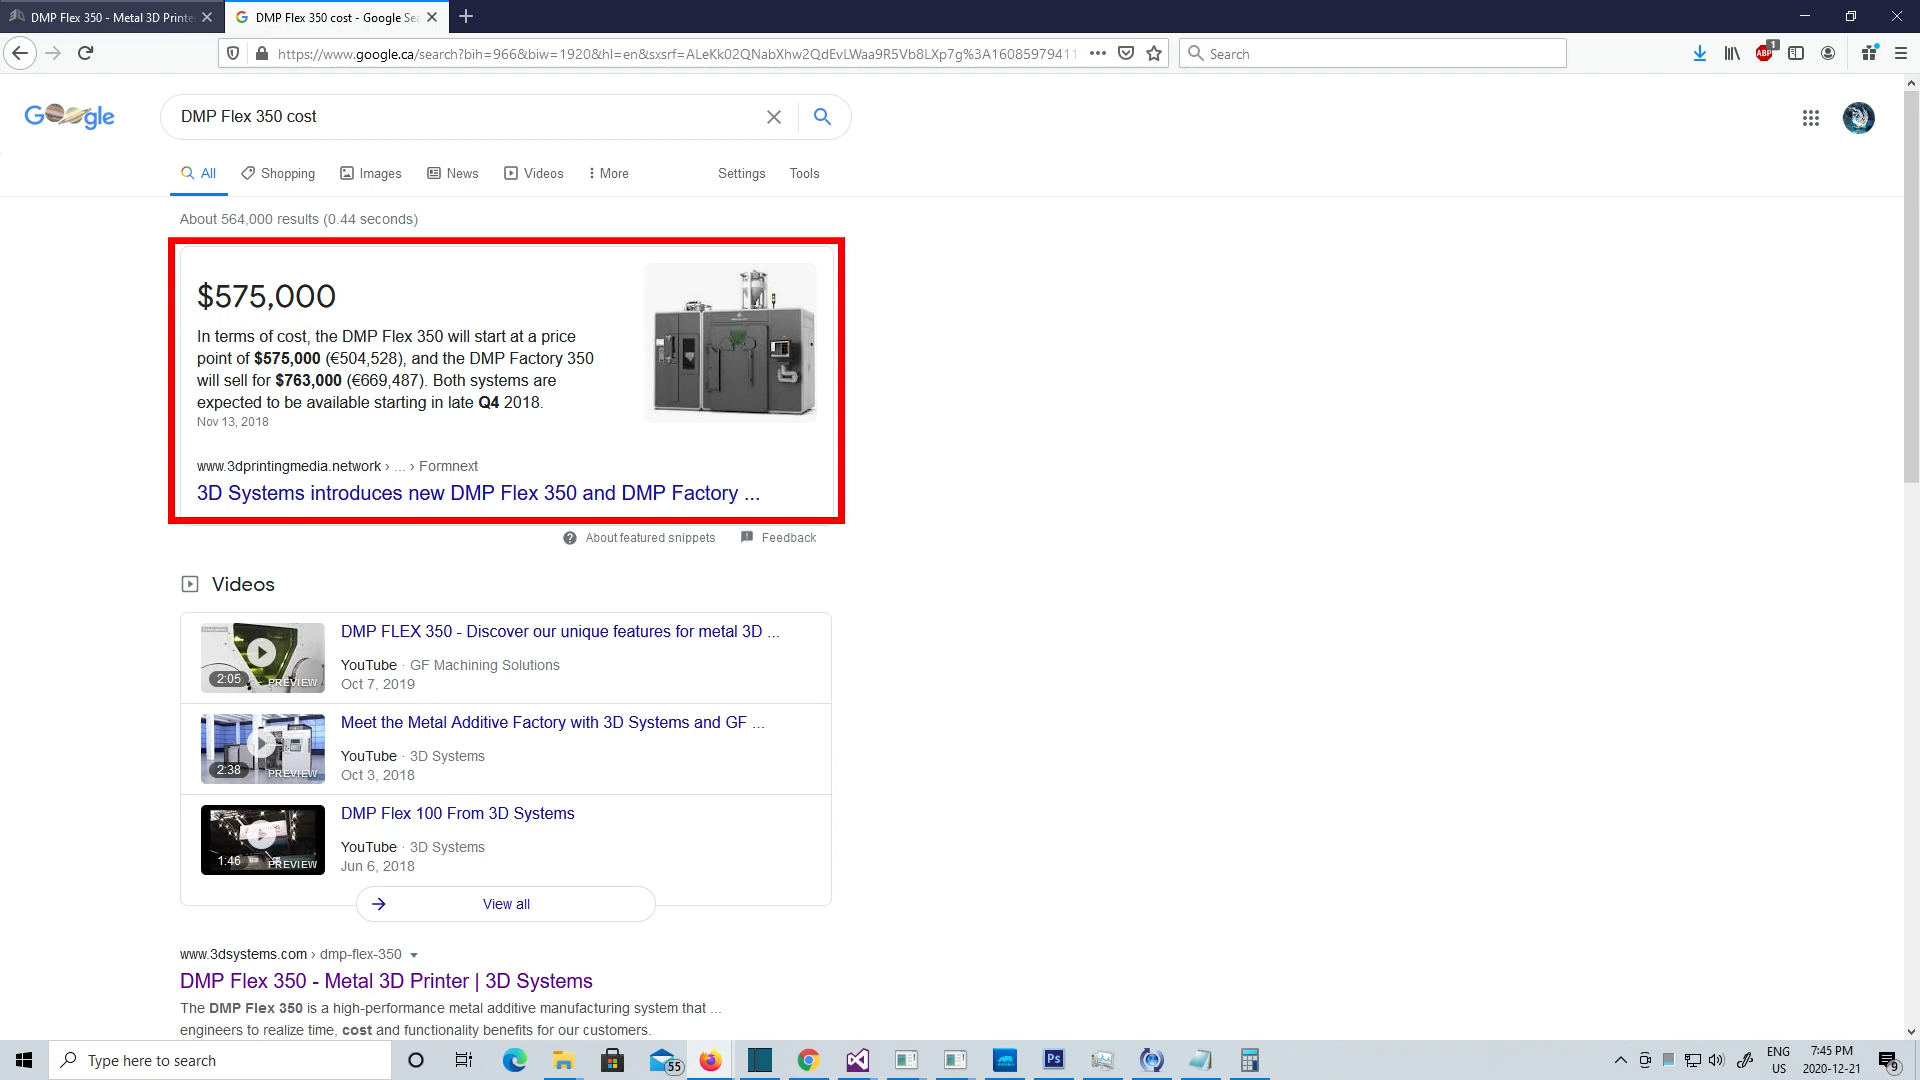 DMP Flex 350 - Metal 3D Printe
DMP Flex 350 cost - Google Sea
https://www.google.ca/search?bih=966&biw=1920&hl=en&sxsrf=ALeKk02QNabXhw2QdEvLWaa9R5Vb8LXp7g%3A16085979411
Search
ABP
1
Google
DMP Flex 350 cost
All
Shopping
Images
News
Videos
More
Settings
Tools
About 564,000 results (0.44 seconds)
$575,000
In terms of cost, the DMP Flex 350 will start at a price
point of $575,000 (€504,528), and the DMP Factory 350
will sell for $763,000 (€669,487). Both systems are
expected to be available starting in late Q4 2018.
Nov 13, 2018
www.3dprintingmedia.network › ... › Formnext
3D Systems introduces new DMP Flex 350 and DMP Factory ...
About featured snippets
Feedback
Videos
2:05
PREVIEW
DMP FLEX 350 - Discover our unique features for metal 3D ...
YouTube · GF Machining Solutions
Oct 7, 2019
2:38
PREVIEW
Meet the Metal Additive Factory with 3D Systems and GF ...
YouTube · 3D Systems
Oct 3, 2018
1:46
PREVIEW
DMP Flex 100 From 3D Systems
YouTube · 3D Systems
Jun 6, 2018
View all
www.3dsystems.com › dmp-flex-350
DMP Flex 350 - Metal 3D Printer | 3D Systems
The DMP Flex 350 is a high-performance metal additive manufacturing system that ...
engineers to realize time, cost and functionality benefits for our customers.
Type here to search
55
Ps
ENG
US
7:45 PM
2020-12-21
9